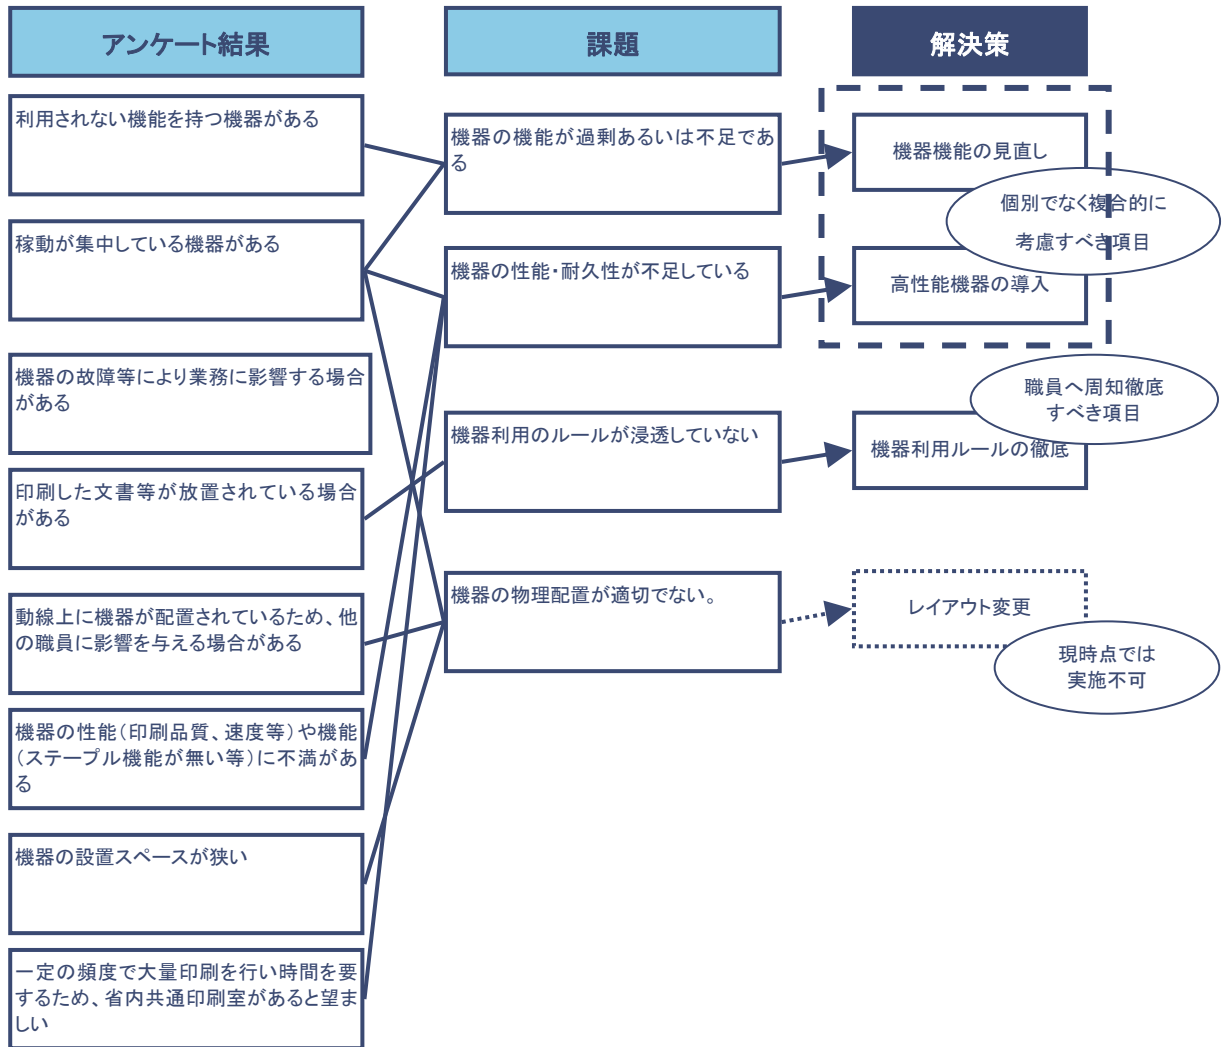 アンケート結果
課題
解決策
利用されない機能を持つ機器がある
稼動が集中している機器がある
機器の故障等により業務に影響する場合
がある
印刷した文書等が放置されている場合
がある
動線上に機器が配置されているため、他
の職員に影響を与える場合がある
機器の性能（印刷品質、速度等）や機能
（ステープル機能が無い等）に不満があ
る
機器の設置スペースが狭い
一定の頻度で大量印刷を行い時間を要
するため、省内共通印刷室があると望ま
しい
機器の機能が過剰あるいは不足であ
る
機器の性能・耐久性が不足している
機器利用のルールが浸透していない
機器の物理配置が適切でない。
機器機能の見直し
個別でなく複合的に
考慮すべき項目
高性能機器の導入
職員へ周知徹底
すべき項目
機器利用ルールの徹底
レイアウト変更
現時点では
実施不可